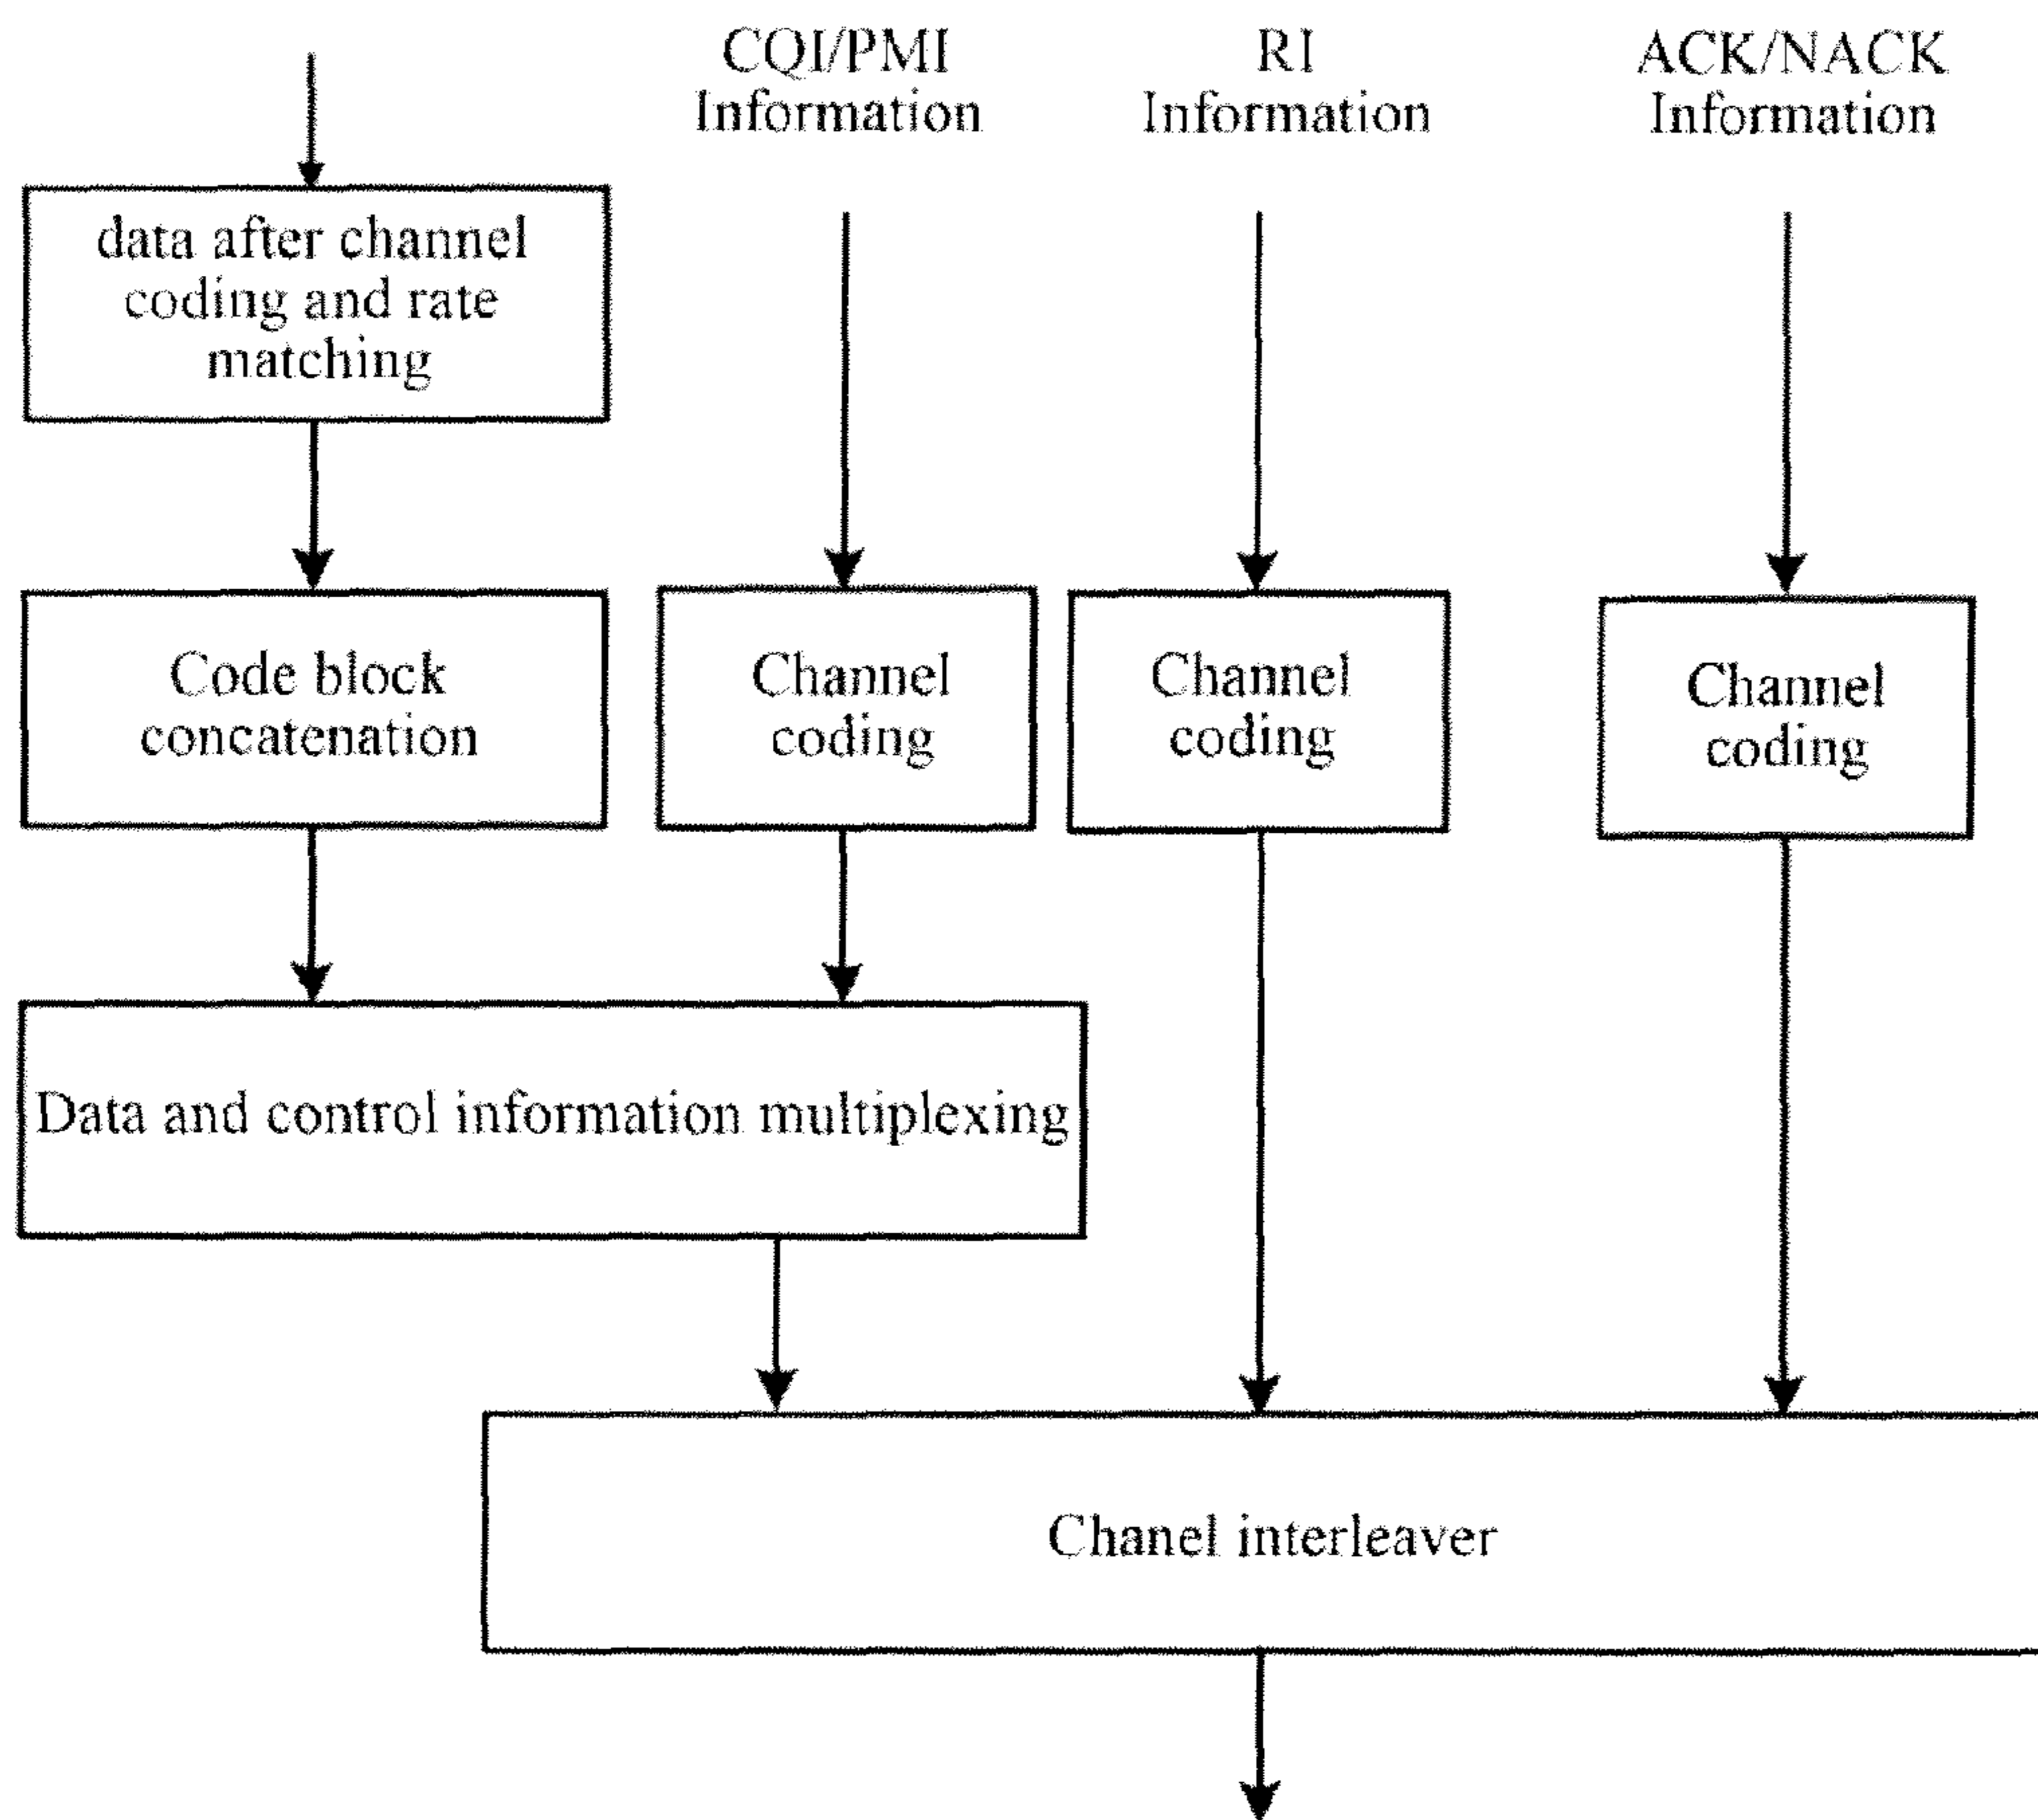 CQI/PMI
Information
RI
Information
ACK/NACK
Information
data after channel
coding and rate
matching
Code block
concatenation
Channel
coding
Channel
coding
Channel
coding
Data and control information multiplexing
Chanel interleaver